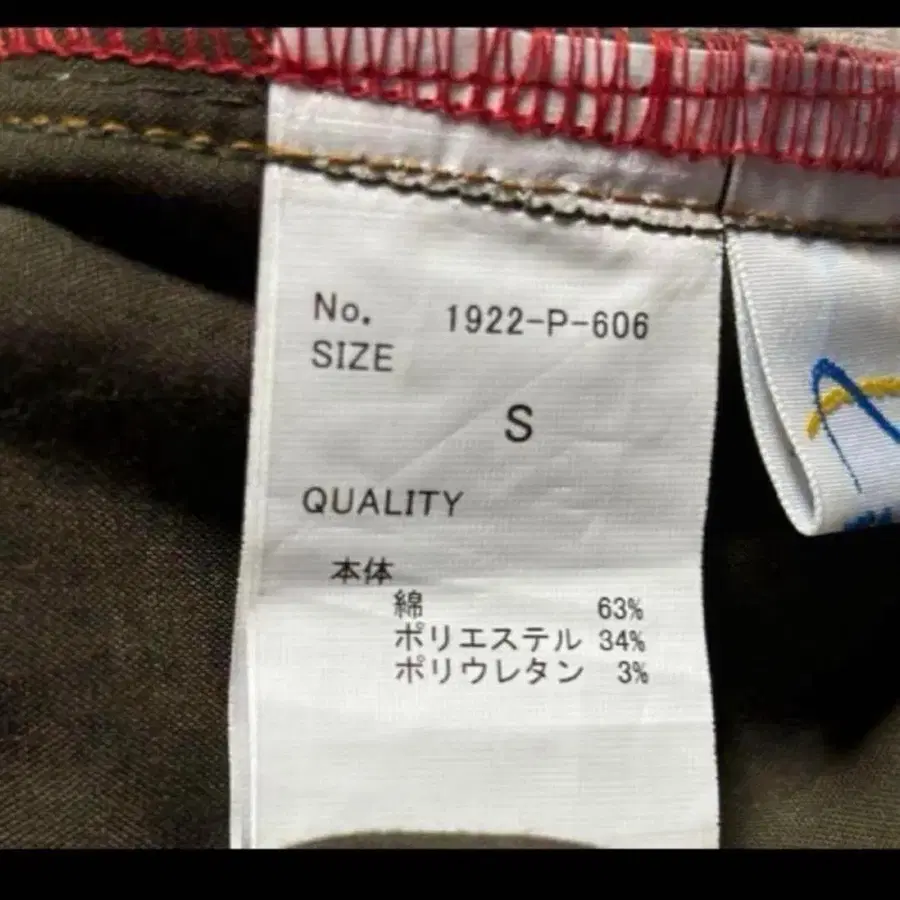 No. 1922-P-606
SIZE
S
QUALITY
本体
綿 63%
ポリエステル 34%
ポリウレタン 3%